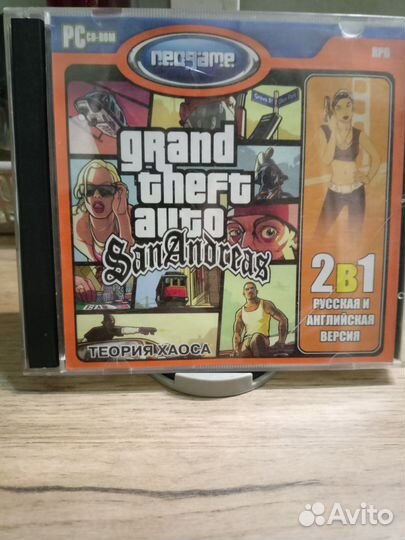 PC CD-ROM
neogame
RPG
grand
theft
auto
San Andreas
ТЕОРИЯ ХАОСА
2в1
РУССКАЯ И
АНГЛИЙСКАЯ
ВЕРСИЯ
Avito